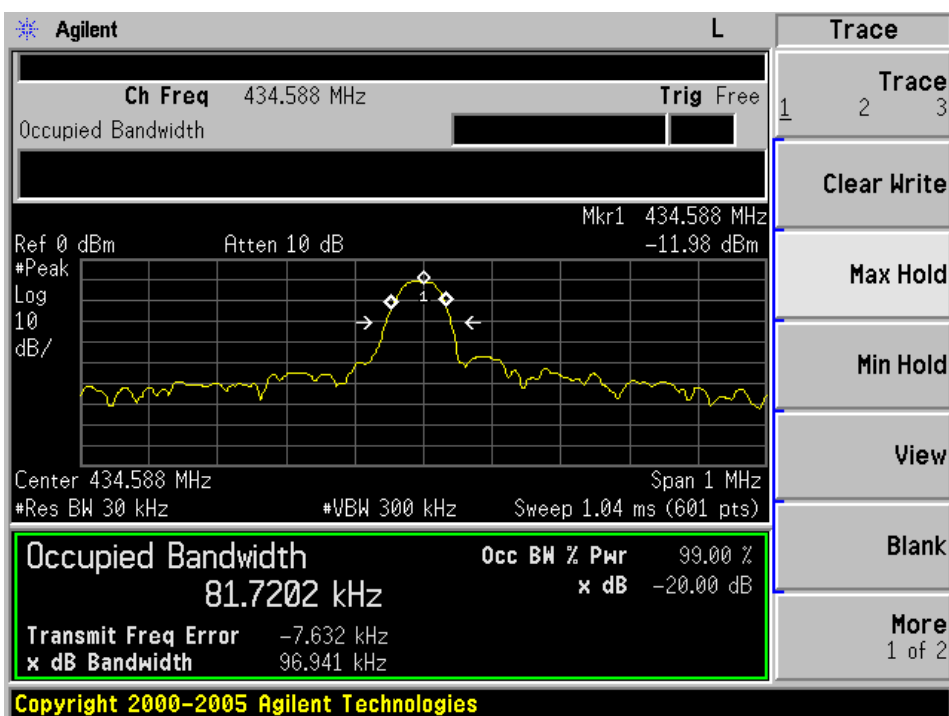 Agilent L Trace
Ch Freq 434.588 MHz Trig Free
Occupied Bandwidth
Trace
1 2 3
Clear Write
Max Hold
Min Hold
View
Blank
More
1 of 2
Mkr1 434.588 MHz
Ref 0 dBm Atten 10 dB -11.98 dBm
#Peak
Log
10
dB/
1
Center 434.588 MHz Span 1 MHz
#Res BW 30 kHz #VBW 300 kHz Sweep 1.04 ms (601 pts)
Occupied Bandwidth Occ BW % Pwr 99.00 %
81.7202 kHz x dB -20.00 dB
Transmit Freq Error -7.632 kHz
x dB Bandwidth 96.941 kHz
Copyright 2000-2005 Agilent Technologies